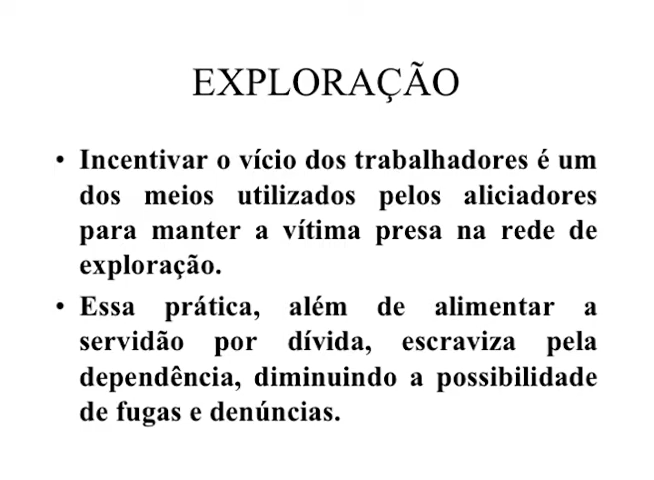 EXPLORAÇÃO
• Incentivar o vício dos trabalhadores é um
dos meios utilizados pelos aliciadores
para manter a vítima presa na rede de
exploração.
• Essa prática, além de alimentar a
servidão por dívida, escraviza pela
dependência, diminuindo a possibilidade
de fugas e denúncias.